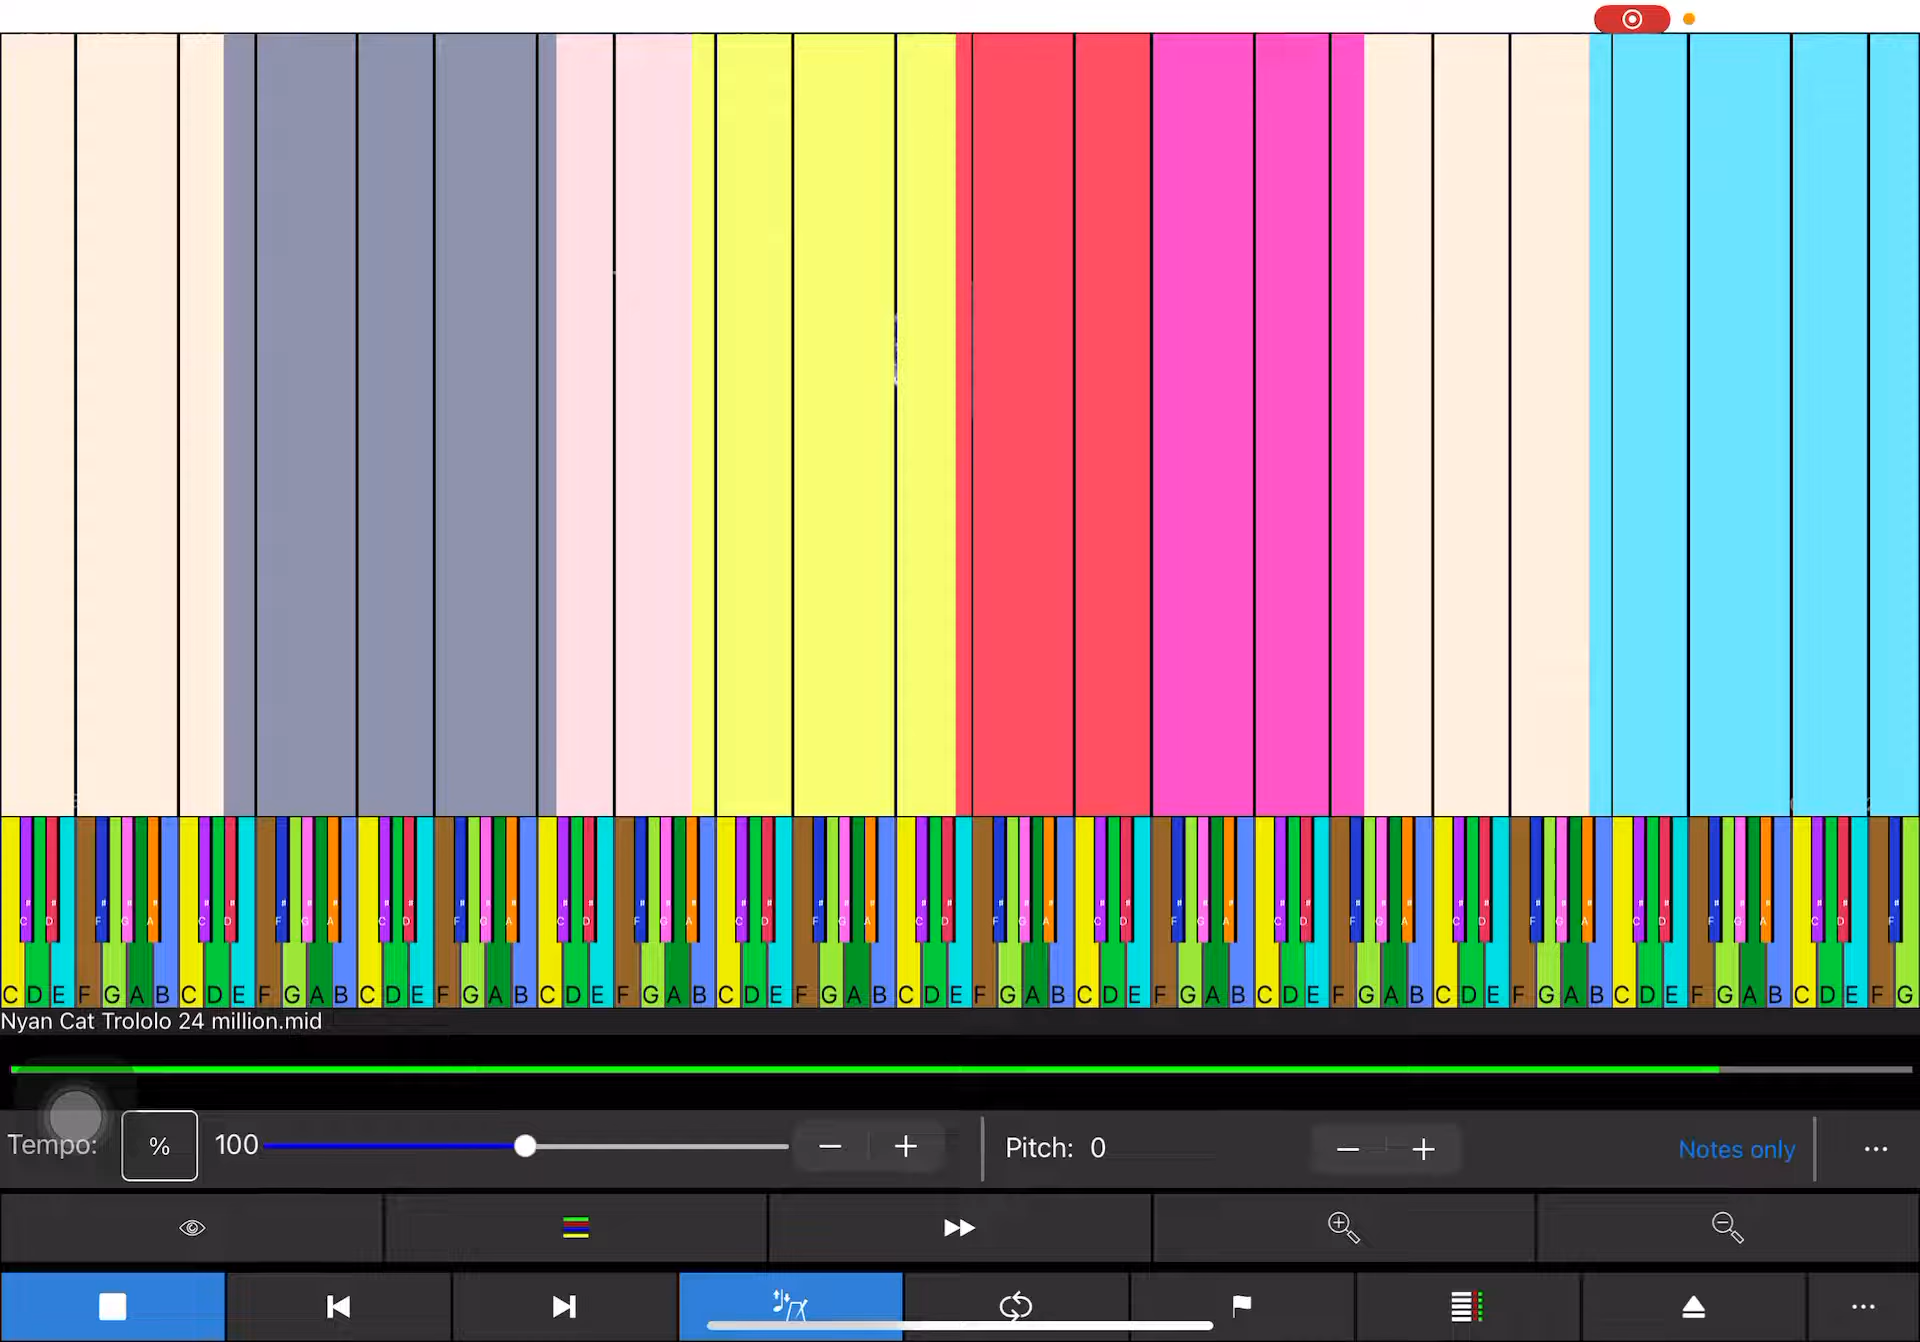 C D E F G A B C D E F G A B C D E F G A B C D E F G A B C D E F G A B C D E F G A B C D E F G A B C D E F G A B C D E F G A B C D E F G A B C D E F G A B C D E F G
Nyan Cat Trololo 24 million.mid
Tempo: % 100 − + Pitch: 0 − + Notes only ...
...